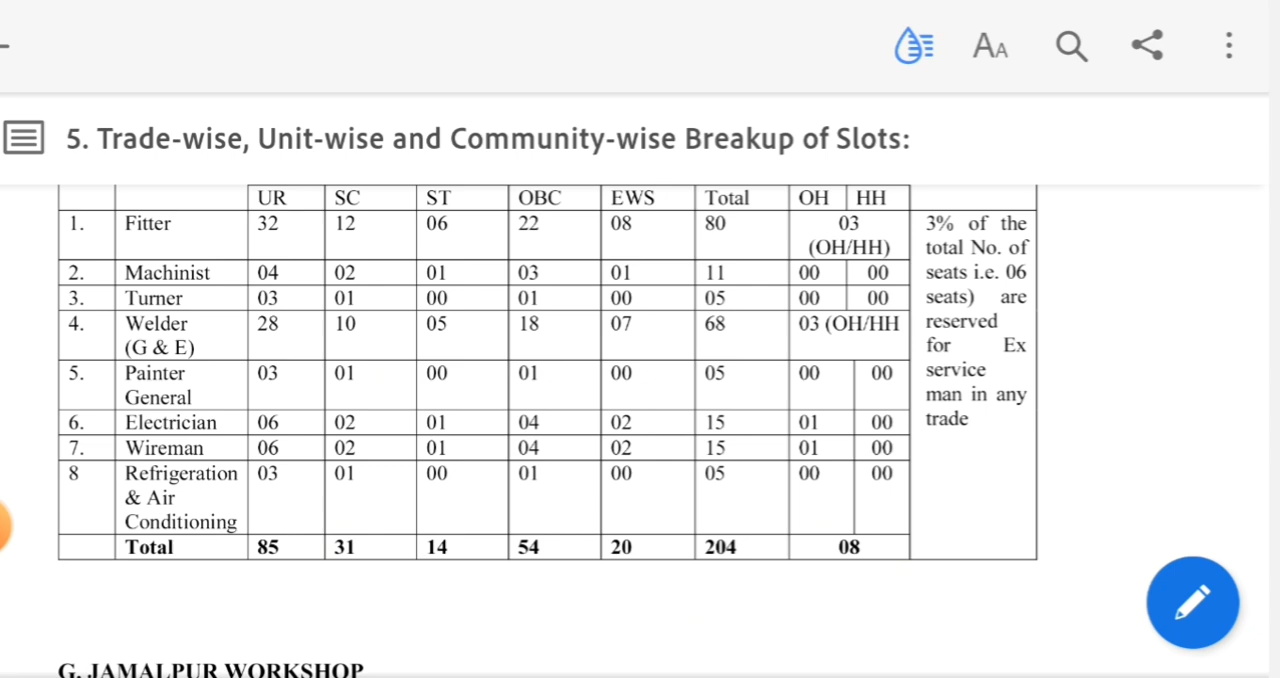 AA
5. Trade-wise, Unit-wise and Community-wise Breakup of Slots:
UR SC ST OBC EWS Total OH HH
1. Fitter 32 12 06 22 08 80 03 (OH/HH)
2. Machinist 04 02 01 03 01 11 00 00
3. Turner 03 01 00 01 00 05 00 00
4. Welder (G & E) 28 10 05 18 07 68 03 (OH/HH
5. Painter General 03 01 00 01 00 05 00 00
6. Electrician 06 02 01 04 02 15 01 00
7. Wireman 06 02 01 04 02 15 01 00
8 Refrigeration & Air Conditioning 03 01 00 01 00 05 00 00
Total 85 31 14 54 20 204 08
3% of the
total No. of
seats i.e. 06
seats) are
reserved
for Ex
service
man in any
trade
G. JAMALPUR WORKSHOP